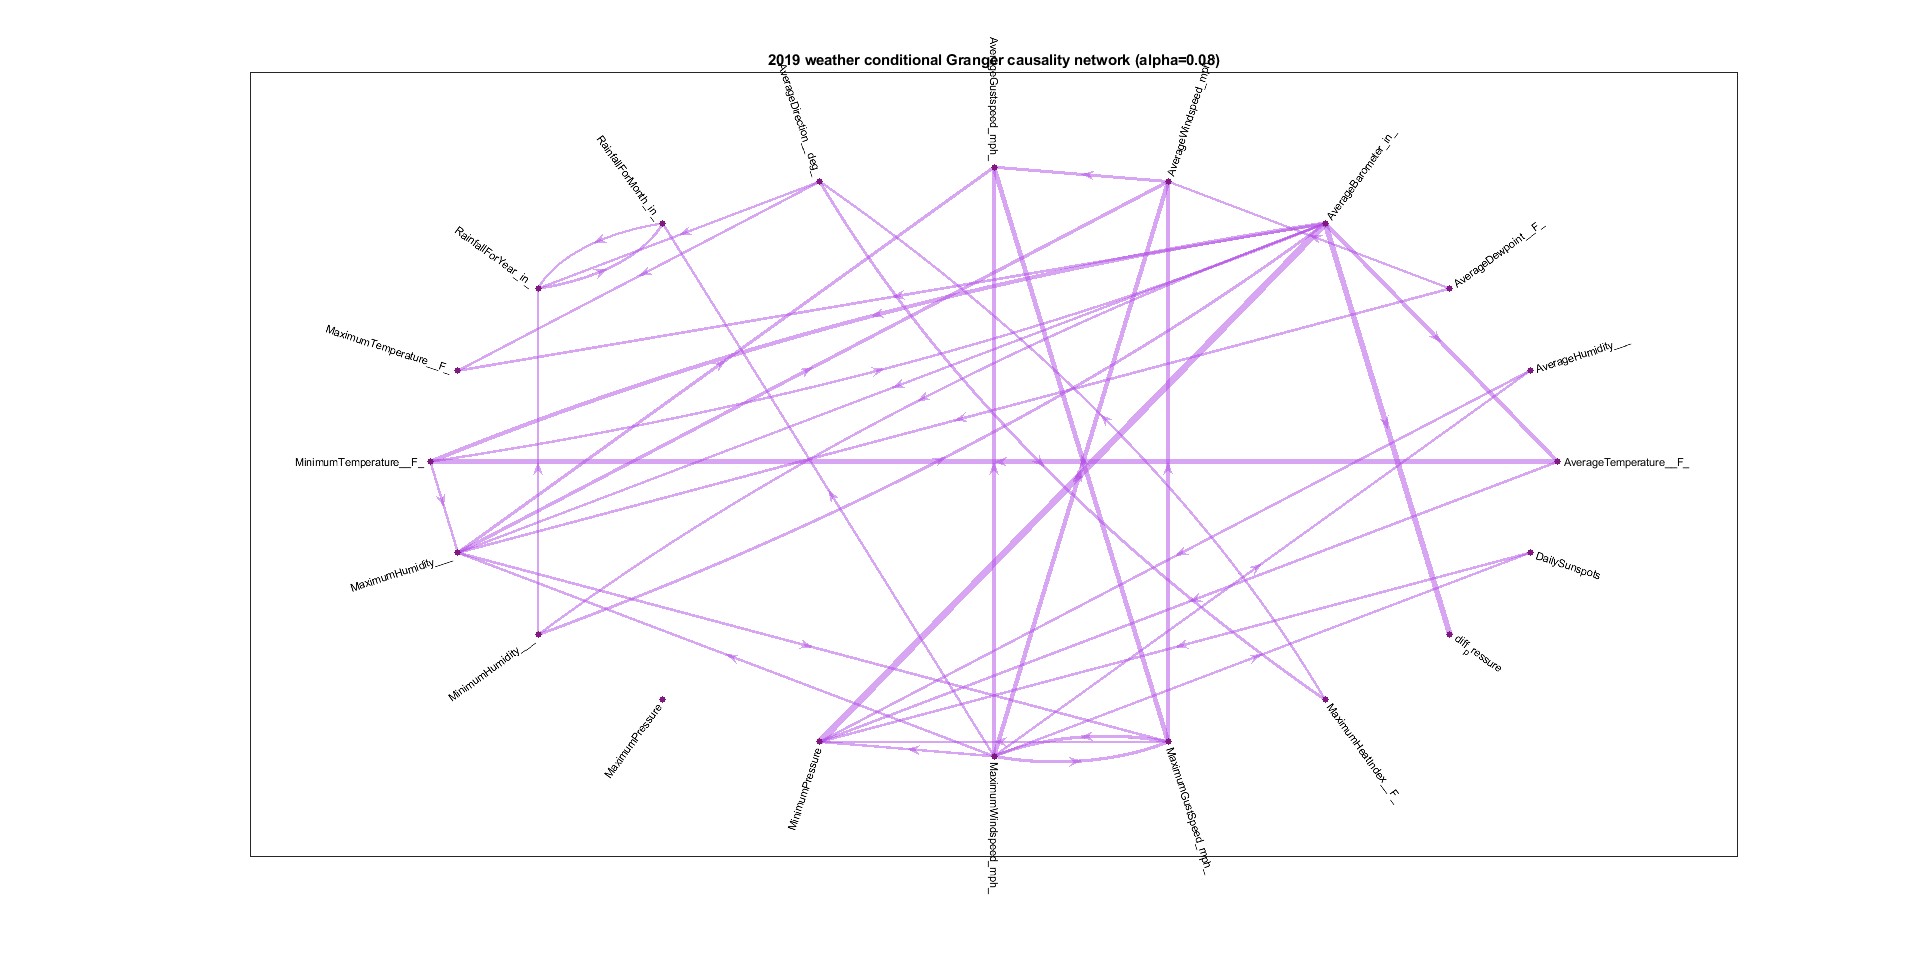 2019 weather conditional Granger causality network (alpha=0.08)
AverageGustspeed_mph_
AverageWindspeed_mph_
AverageDirection__deg_
AverageBarometer_in_
RainfallForMonth_in_
AverageDewpoint__F_
RainfallForYear_in_
AverageHumidity___
MaximumTemperature__F_
MinimumTemperature__F_
AverageTemperature__F_
MaximumHumidity___
DailySunspots
MinimumHumidity___
diff_pressure
MaximumPressure
MaximumHeatIndex__F_
MinimumPressure
MaximumWindspeed_mph_
MaximumGustSpeed_mph_